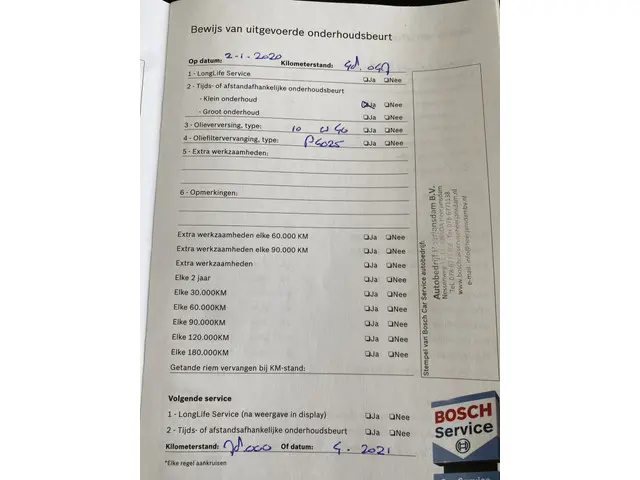 Bewijs van uitgevoerde onderhoudsbeurt
Op datum: 2-1-2020 Kilometerstand:
1 - LongLife Service Ja Nee
2 - Tijds- of afstandafhankelijke onderhoudsbeurt
- Klein onderhoud Ja Nee
- Groot onderhoud Ja Nee
3 - Olieverversing, type: 10 W 40 Ja Nee
4 - Oliefiltervervanging, type: P4025 Ja Nee
5 - Extra werkzaamheden:
6 - Opmerkingen:
Extra werkzaamheden elke 60.000 KM Ja Nee
Extra werkzaamheden elke 90.000 KM Ja Nee
Extra werkzaamheden Ja Nee
Elke 2 jaar Ja Nee
Elke 30.000KM Ja Nee
Elke 60.000KM Ja Nee
Elke 90.000KM Ja Nee
Elke 120.000KM Ja Nee
Elke 180.000KM Ja Nee
Getande riem vervangen bij KM-stand:
Volgende service
1 - LongLife Service (na weergave in display) Ja Nee
2 - Tijds- of afstandsafhankelijke onderhoudsbeurt Ja Nee
Kilometerstand: Of datum: 4. 2021
*Elke regel aankruisen
Stempel van Bosch Car Service autobedrijf:
Autobedrijf B.V.
BOSCH
Service